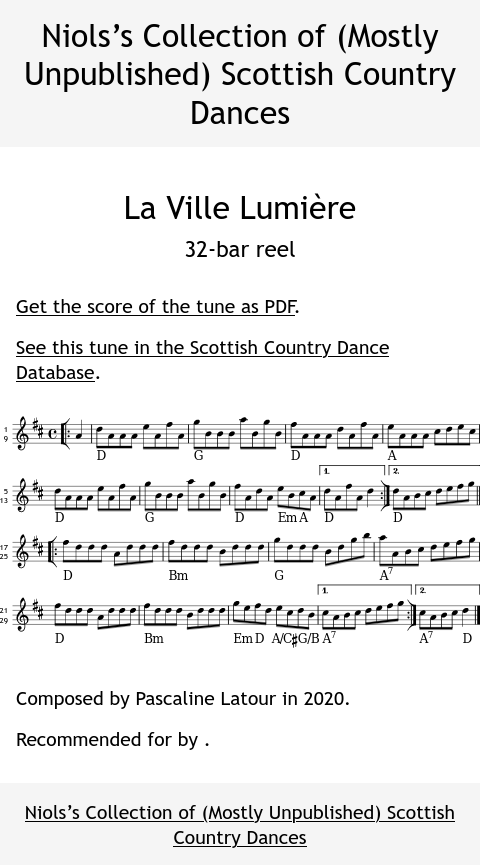 Niols’s Collection of (Mostly
Unpublished) Scottish Country
Dances
La Ville Lumière
32-bar reel
Get the score of the tune as PDF.
See this tune in the Scottish Country Dance
Database.
1
9
D G D A
5
13
1. 2.
D G D Em A D D
17
25
D Bm G A7
21
29
1. 2.
D Bm Em D A/C♯ G/B A7 A7 D
Composed by Pascaline Latour in 2020.
Recommended for by .
Niols’s Collection of (Mostly Unpublished) Scottish
Country Dances